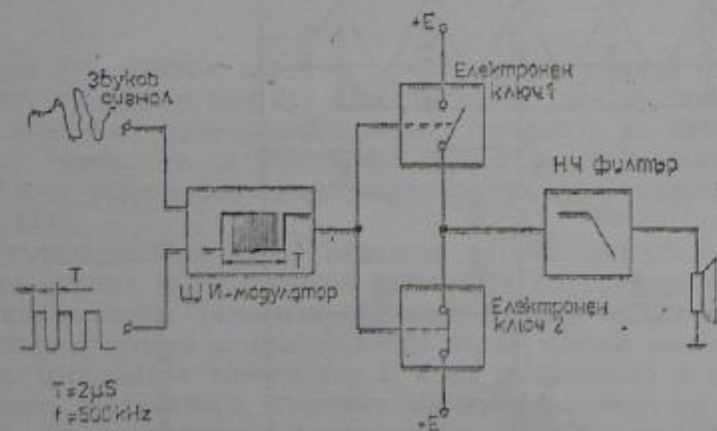 +E
Звуков
сигнал
Електронен
ключ 1
НЧ филтър
T
T
ШИ-модулатор
Електронен
ключ 2
T=2µS
f=500kHz
+E